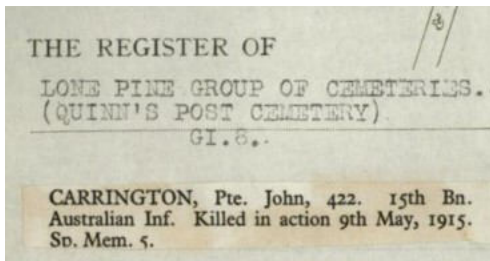 THE REGISTER OF
LONE PINE GROUP OF CEMETERIES.
(QUINN'S POST CEMETERY)
GI.8.
CARRINGTON, Pte. John, 422. 15th Bn.
Australian Inf. Killed in action 9th May, 1915.
Sp. Mem. 5.